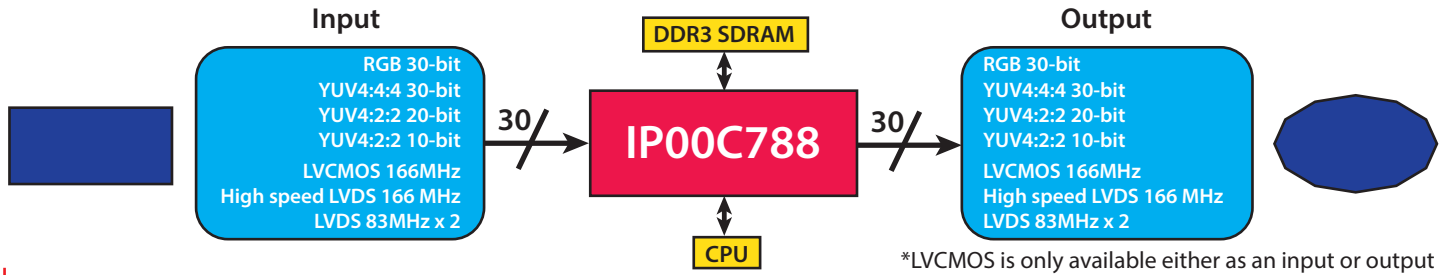 Input
RGB 30-bit
YUV4:4:4 30-bit
YUV4:2:2 20-bit
YUV4:2:2 10-bit
LVCMOS 166MHz
High speed LVDS 166 MHz
LVDS 83MHz x 2
30
DDR3 SDRAM
IP00C788
CPU
30
Output
RGB 30-bit
YUV4:4:4 30-bit
YUV4:2:2 20-bit
YUV4:2:2 10-bit
LVCMOS 166MHz
High speed LVDS 166 MHz
LVDS 83MHz x 2
*LVCMOS is only available either as an input or output